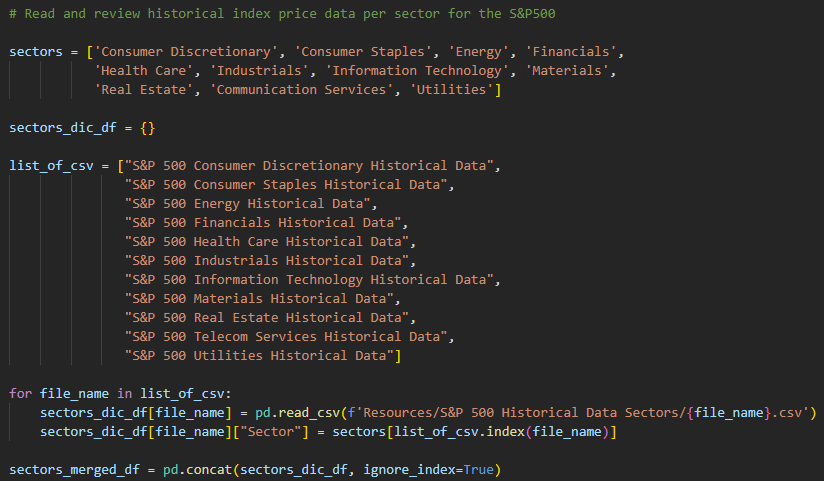 # Read and review historical index price data per sector for the S&P500
sectors = ['Consumer Discretionary', 'Consumer Staples', 'Energy', 'Financials',
'Health Care', 'Industrials', 'Information Technology', 'Materials',
'Real Estate', 'Communication Services', 'Utilities']
sectors_dic_df = {}
list_of_csv = ["S&P 500 Consumer Discretionary Historical Data",
"S&P 500 Consumer Staples Historical Data",
"S&P 500 Energy Historical Data",
"S&P 500 Financials Historical Data",
"S&P 500 Health Care Historical Data",
"S&P 500 Industrials Historical Data",
"S&P 500 Information Technology Historical Data",
"S&P 500 Materials Historical Data",
"S&P 500 Real Estate Historical Data",
"S&P 500 Telecom Services Historical Data",
"S&P 500 Utilities Historical Data"]
for file_name in list_of_csv:
sectors_dic_df[file_name] = pd.read_csv(f'Resources/S&P 500 Historical Data Sectors/{file_name}.csv')
sectors_dic_df[file_name]["Sector"] = sectors[list_of_csv.index(file_name)]
sectors_merged_df = pd.concat(sectors_dic_df, ignore_index=True)